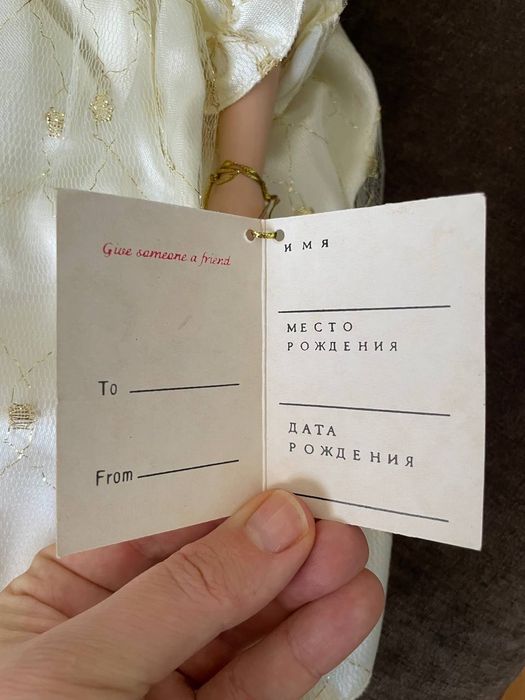 Give someone a friend
To
From
ИМЯ
МЕСТО
РОЖДЕНИЯ
ДАТА
РОЖДЕНИЯ